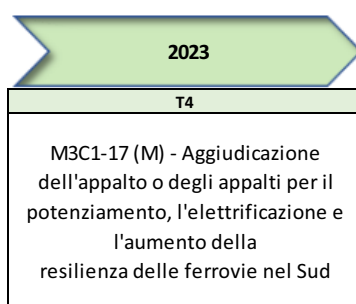 2023
T4
M3C1-17 (M) - Aggiudicazione
dell'appalto o degli appalti per il
potenziamento, l'elettrificazione e
l'aumento della
resilienza delle ferrovie nel Sud